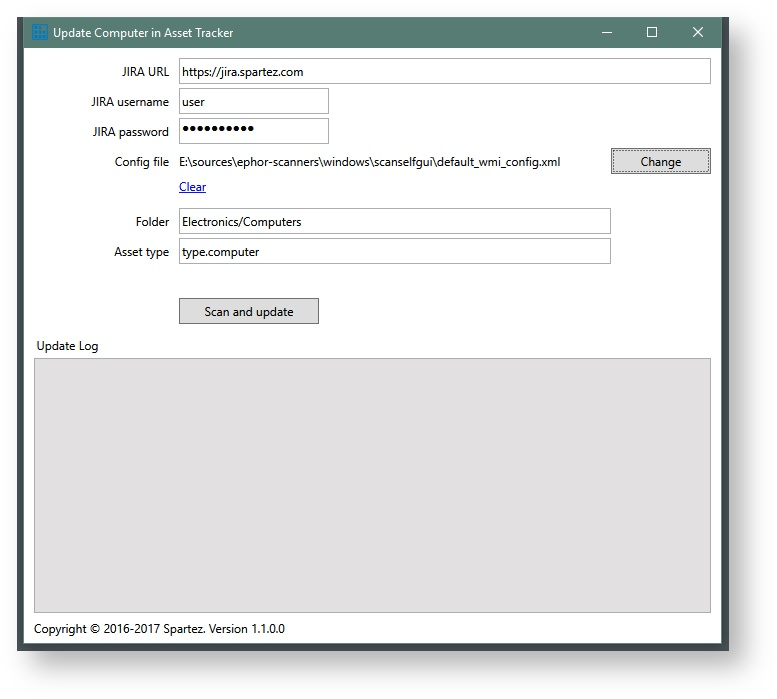 Update Computer in Asset Tracker
JIRA URL https://jira.spartez.com
JIRA username user
JIRA password ••••••••••
Config file E:\sources\ephor-scanners\windows\scanselfgui\default_wmi_config.xml Change
Clear
Folder Electronics/Computers
Asset type type.computer
Scan and update
Update Log
Copyright © 2016-2017 Spartez. Version 1.1.0.0